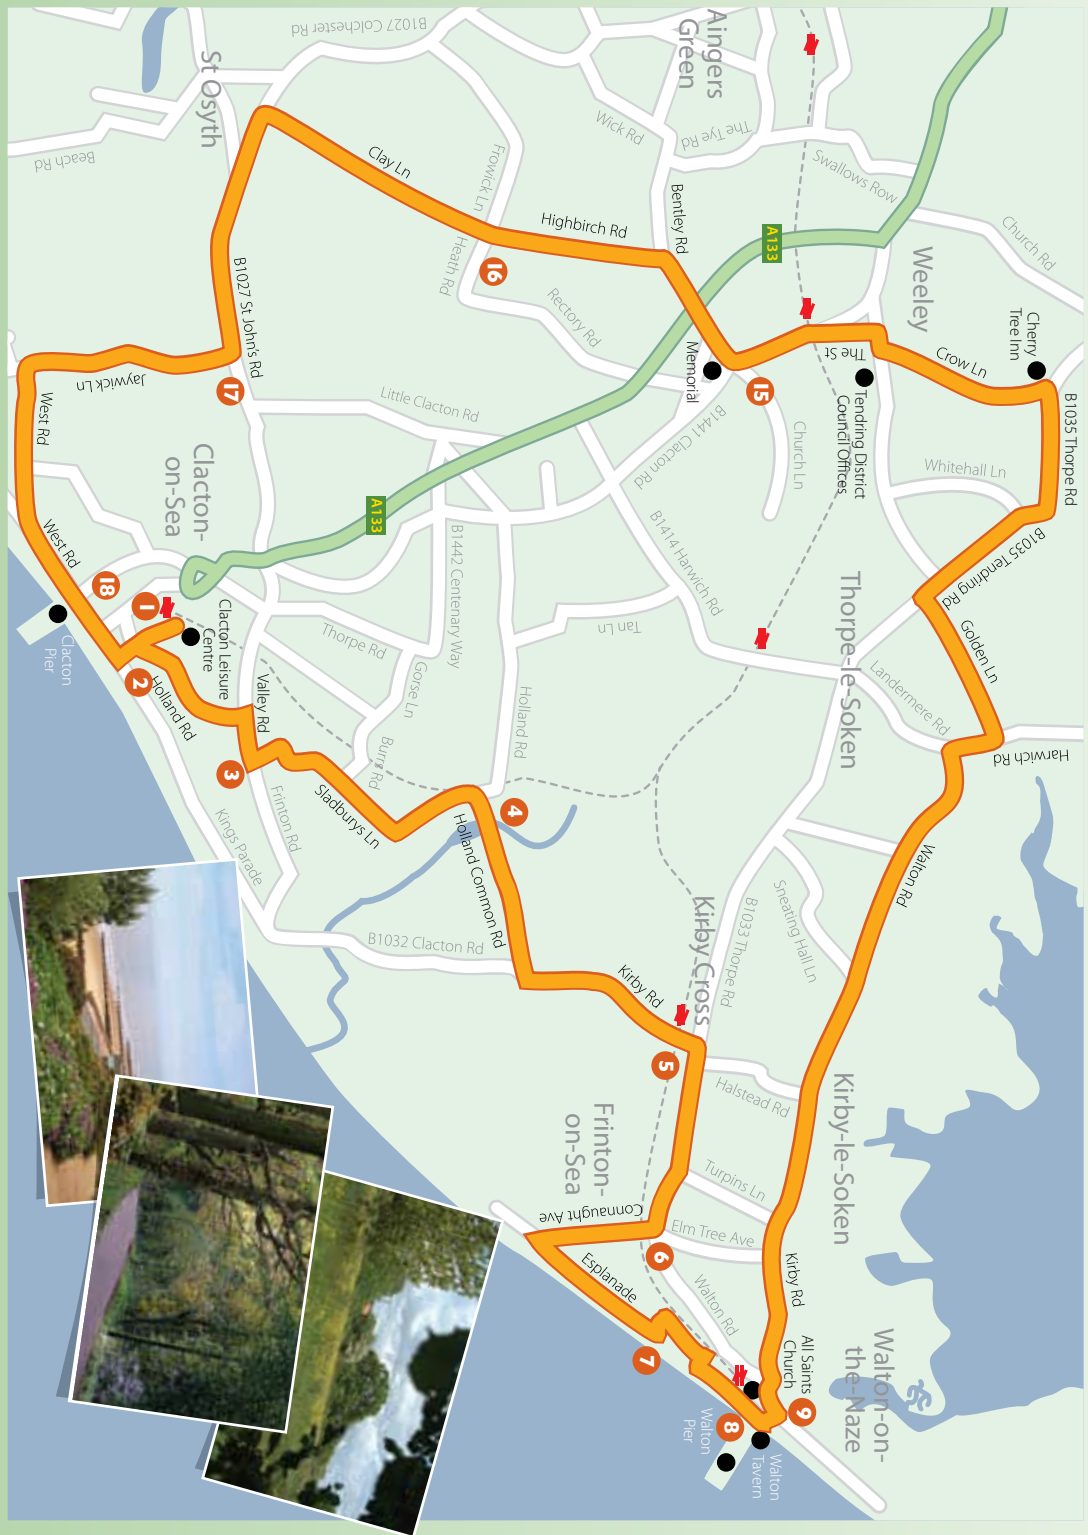 B1027 Colchester Rd
St Osyth
Beach Rd
Aingers
Green
Wick Rd
The Tye Rd
Swallows Row
Church Rd
Clay Ln
Frowick Ln
Heath Rd
Highbirch Rd
Bentley Rd
A133
Weeley
16
Rectory Rd
Memorial
15
The St
Tendring District
Council Offices
Crow Ln
Cherry
Tree Inn
B1035 Thorpe Rd
B1027 St John's Rd
17
Jaywick Ln
West Rd
Little Clacton Rd
B1441 Clacton Rd
Church Ln
Whitehall Ln
Clacton-
on-Sea
A133
West Rd
B1442 Centenary Way
B1414 Harwich Rd
B1035 Tendring Rd
Thorpe-le-Soken
18
1
Clacton Leisure
Centre
Clacton
Pier
2
Holland Rd
Valley Rd
3
Thorpe Rd
Gorse Ln
Burrs Rd
Tan Ln
Holland Rd
Golden Ln
Landermere Rd
Harwich Rd
Kings Parade
Frinton Rd
Sladburys Ln
4
Holland Common Rd
B1032 Clacton Rd
Walton Rd
Sneating Hall Ln
B1033 Thorpe Rd
Kirby Cross
Kirby Rd
5
Halstead Rd
Kirby-le-Soken
Frinton-
on-Sea
Turpins Ln
Connaught Ave
Elm Tree Ave
6
Esplanade
Walton Rd
Kirby Rd
7
All Saints
Church
Walton-on-
the-Naze
9
8
Walton
Pier
Walton
Tavern